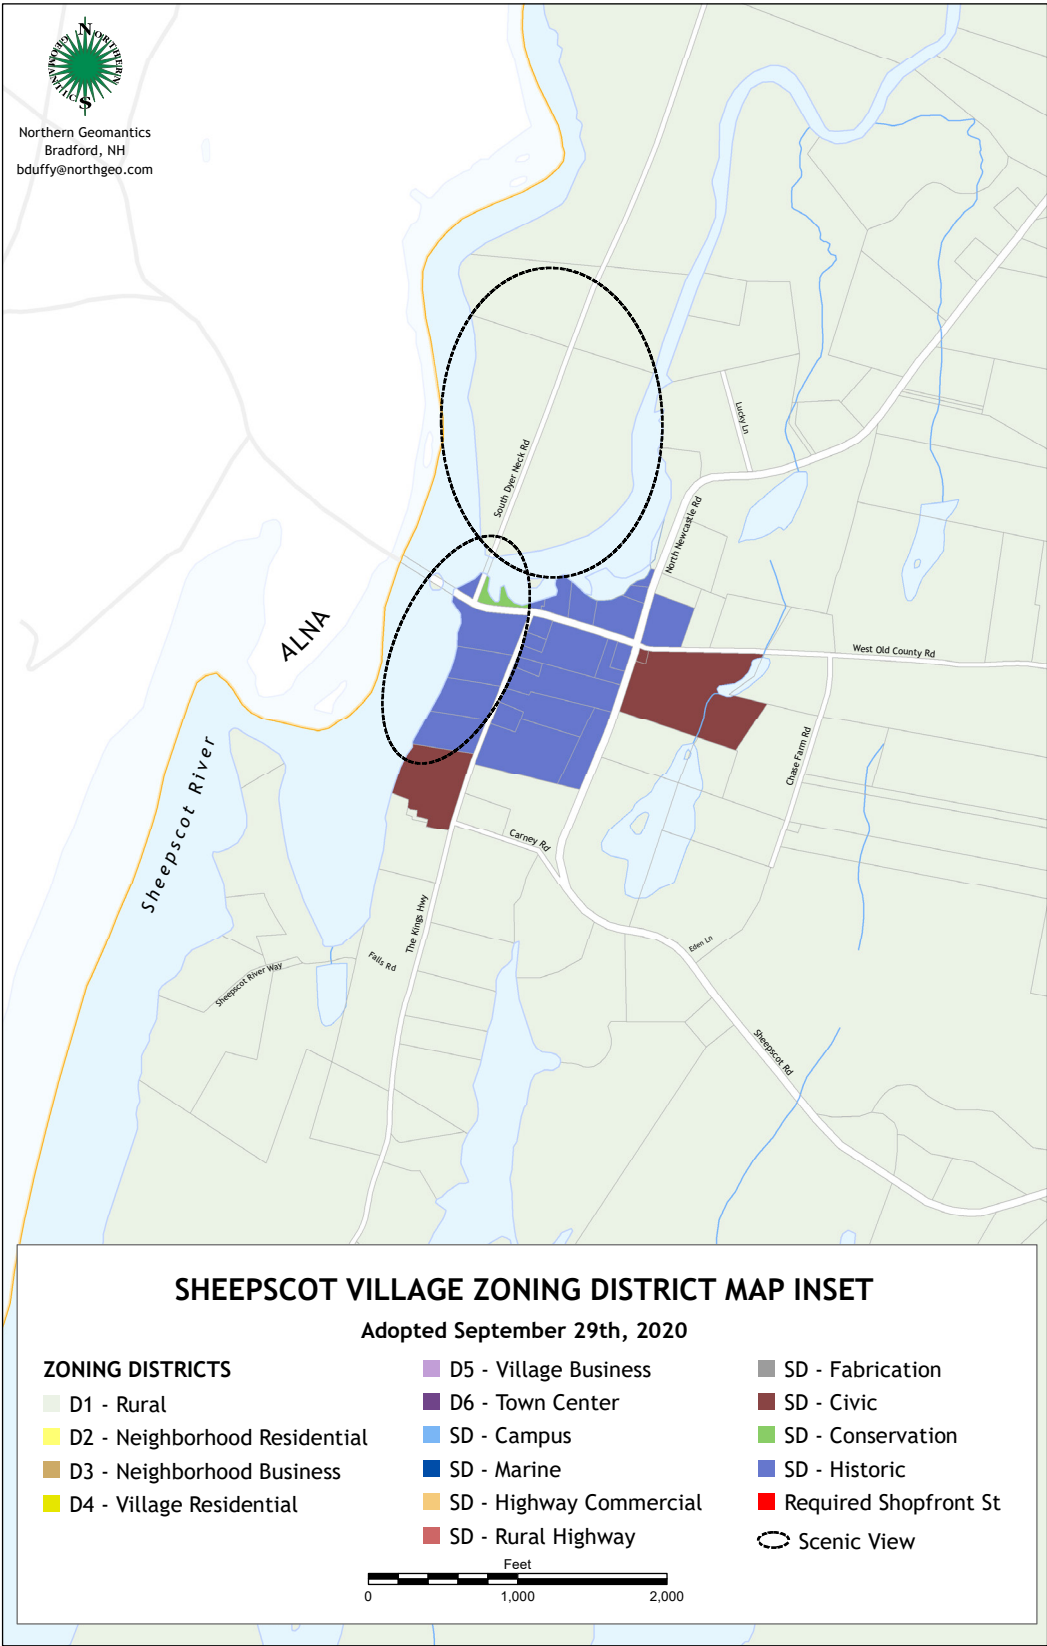 N
NORTHERN
GEOMANTICS
S
Northern Geomantics
Bradford, NH
bduffy@northgeo.com
Lucky Ln
South Dyer Neck Rd
North Newcastle Rd
ALNA
West Old County Rd
Sheepscot River
Chase Farm Rd
Carney Rd
The Kings Hwy
Eden Ln
Falls Rd
Sheepscot River Way
Sheepscot Rd
SHEEPSCOT VILLAGE ZONING DISTRICT MAP INSET
Adopted September 29th, 2020
ZONING DISTRICTS
D1 - Rural
D2 - Neighborhood Residential
D3 - Neighborhood Business
D4 - Village Residential
D5 - Village Business
D6 - Town Center
SD - Campus
SD - Marine
SD - Highway Commercial
SD - Rural Highway
SD - Fabrication
SD - Civic
SD - Conservation
SD - Historic
Required Shopfront St
Scenic View
Feet
0 1,000 2,000